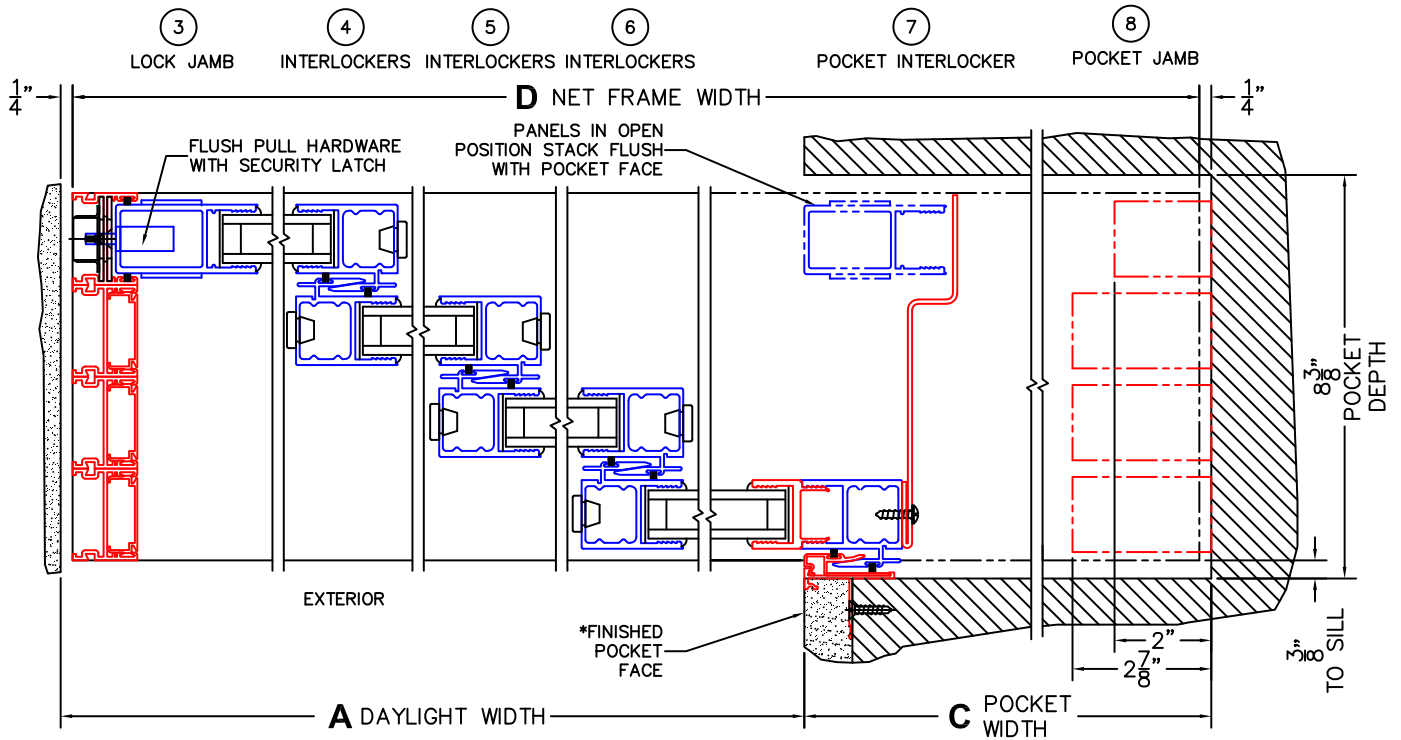 3 4 5 6 7 8
LOCK JAMB INTERLOCKERS INTERLOCKERS INTERLOCKERS POCKET INTERLOCKER POCKET JAMB
1/4" D NET FRAME WIDTH 1/4"
FLUSH PULL HARDWARE
WITH SECURITY LATCH
PANELS IN OPEN
POSITION STACK FLUSH
WITH POCKET FACE
8 3/8"
POCKET
DEPTH
EXTERIOR
*FINISHED
POCKET
FACE
2"
2 7/8"
3/8"
TO SILL
A DAYLIGHT WIDTH
C POCKET
WIDTH